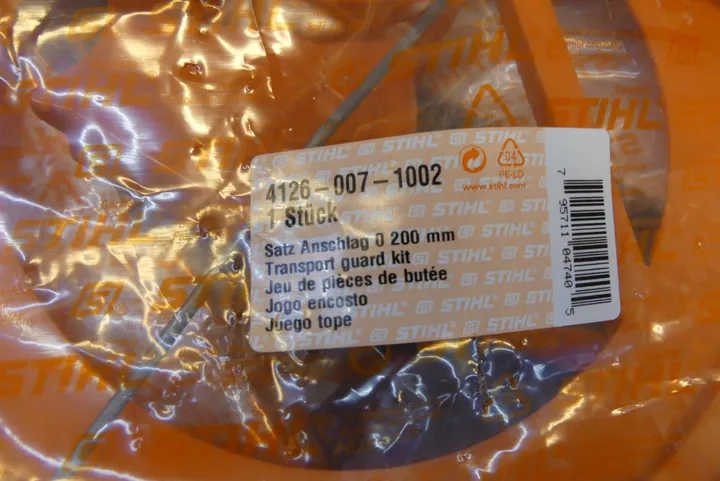 4126-007-1002
1 Stück
Satz Anschlag 0 200 mm
Transport guard kit
Jeu de pièces de butée
Jogo encosto
Juego tope
04
PE-LD
www.stihl.com
7 95711 04740 5
STIHL